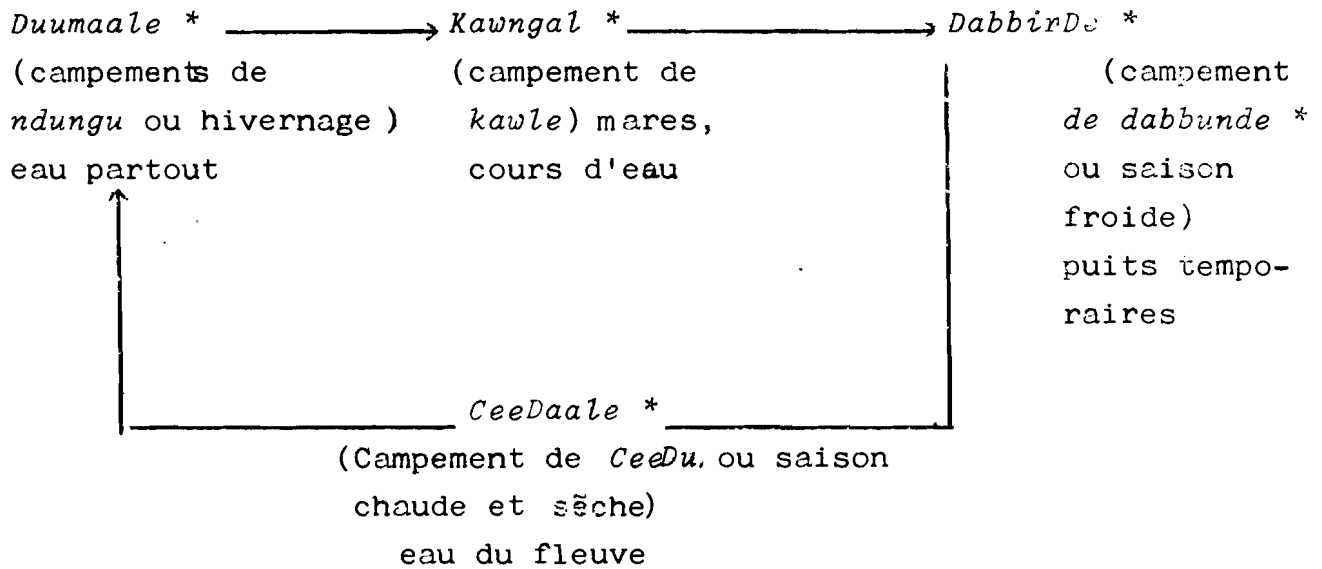 Duumaale * Kawngal * DabbirDe *
(campements de (campement de (campement
ndungu ou hivernage ) kawle) mares, de dabbunde *
eau partout cours d'eau ou saison
froide)
puits tempo-
raires
CeeDaale *
(Campement de CeeDu. ou saison
chaude et sèche)
eau du fleuve